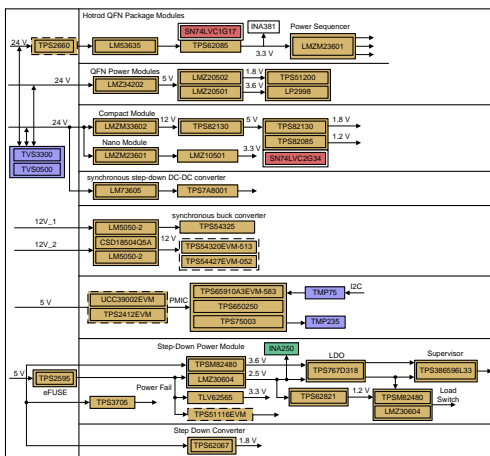 Hotrod QFN Package Modules
SN74LVC1G17
INA381
Power Sequencer
24 V
TPS2660
LM53635
TPS62085
3.3 V
LMZM23601
QFN Power Modules
24 V
LMZ34202
5 V
LMZ20502
1.8 V
TPS51200
LMZ20501
3.6 V
LP2998
Compact Module
24 V
LMZM33602
12 V
TPS82130
5 V
TPS82130
1.8 V
TPS82085
1.2 V
Nano Module
LMZM23601
LMZ10501
3.3 V
SN74LVC2G34
TVS3300
TVS0500
synchronous step-down DC-DC converter
LM73605
TPS7A8001
synchronous buck converter
12V_1
LM5050-2
TPS54325
12V_2
CSD18504Q5A
12 V
TPS54320EVM-513
LM5050-2
TPS54427EVM-052
5 V
UCC39002EVM
TPS2412EVM
PMIC
TPS65910A3EVM-583
TPS650250
TPS75003
TMP75
I2C
TMP235
Step-Down Power Module
INA250
LDO
Supervisor
TPSM82480
3.6 V
LMZ30604
2.5 V
TPS767D318
TPS386596L33
5 V
TPS2595
eFUSE
Power Fail
TPS3705
TLV62565
3.3 V
TPS51116EVM
TPS62821
1.2 V
TPSM82480
LMZ30604
Load
Switch
Step Down Converter
TPS62067
1.8 V